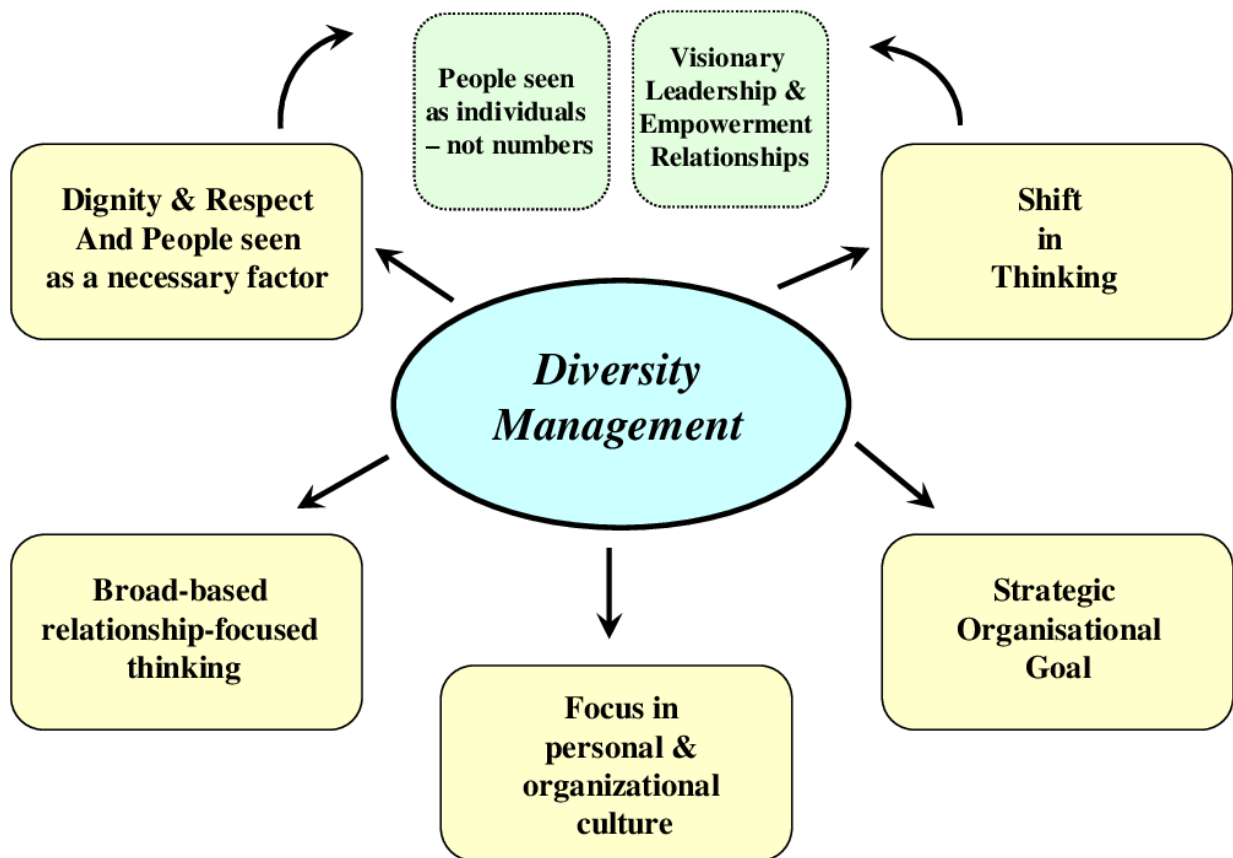 People seen
as individuals
– not numbers
Visionary
Leadership &
Empowerment
Relationships
Dignity & Respect
And People seen
as a necessary factor
Shift
in
Thinking
Diversity
Management
Broad-based
relationship-focused
thinking
Strategic
Organisational
Goal
Focus in
personal &
organizational
culture